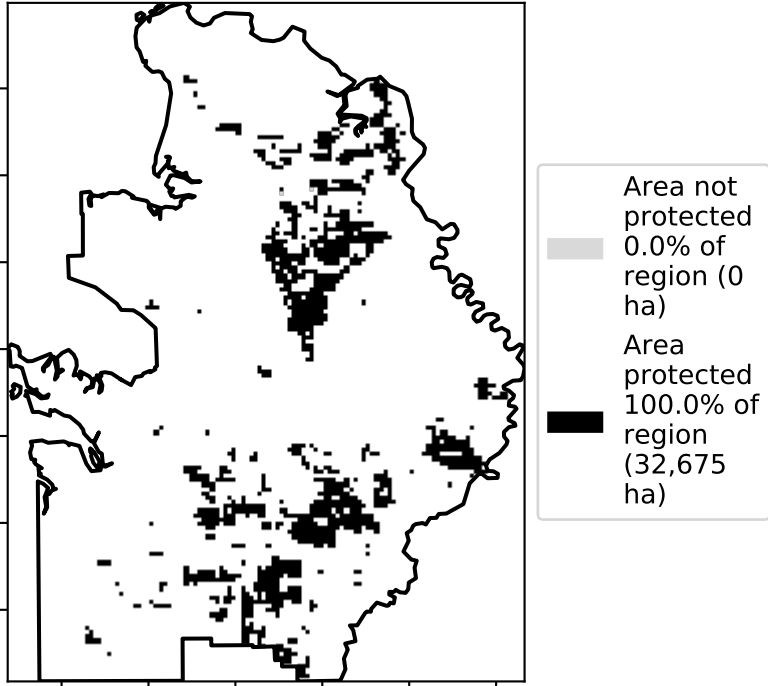 Area not
protected
0.0% of
region (0
ha)
Area
protected
100.0% of
region
(32,675
ha)